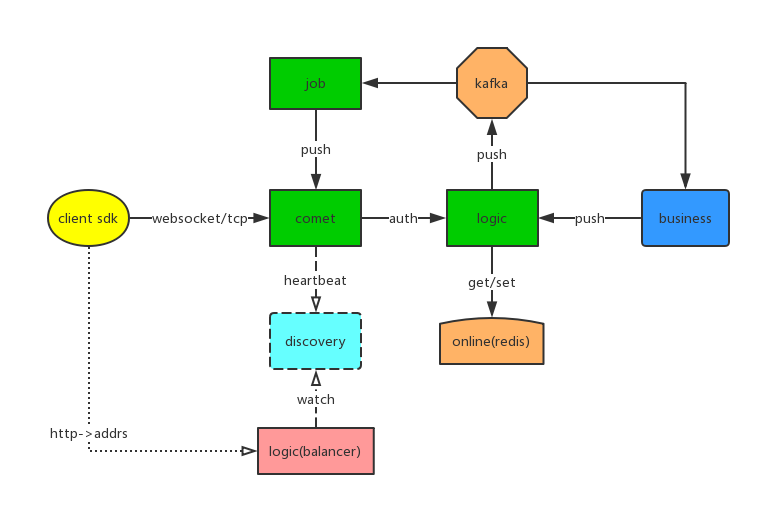 job
kafka
push
push
client sdk
websocket/tcp
comet
auth
logic
push
business
heartbeat
get/set
discovery
online(redis)
watch
http->addrs
logic(balancer)